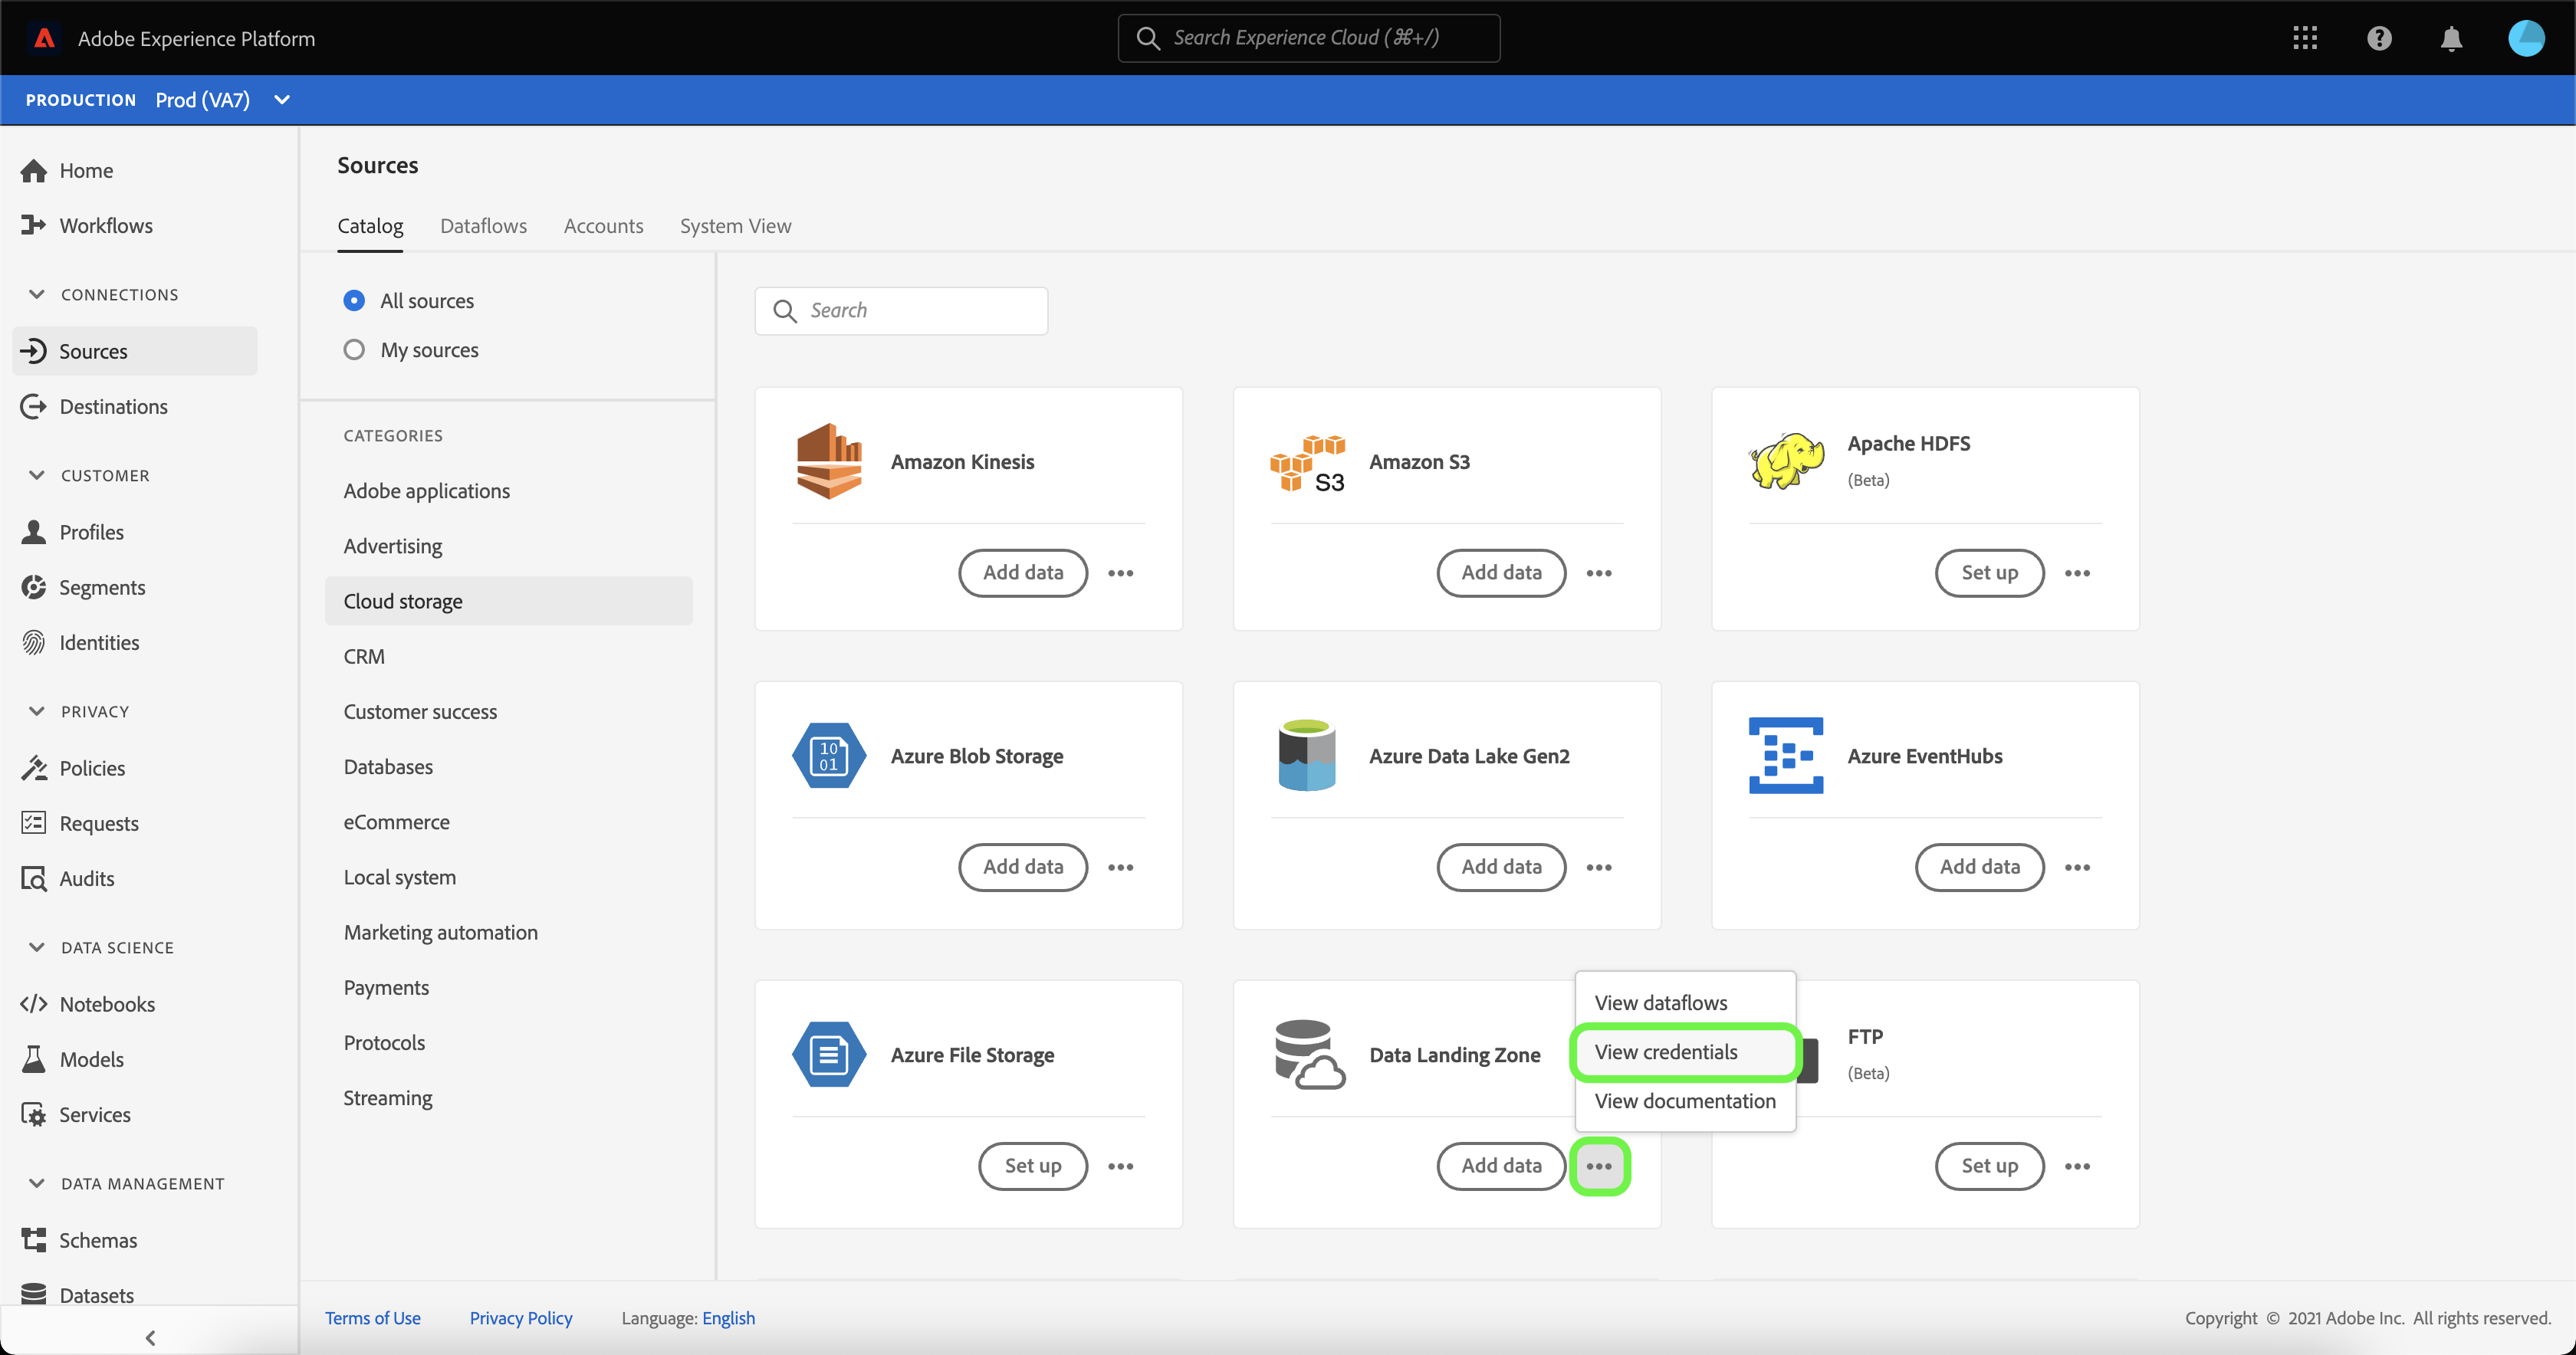 Adobe Experience Platform
Search Experience Cloud (⌘+/)
PRODUCTION Prod (VA7)
Home
Workflows
CONNECTIONS
Sources
Destinations
CUSTOMER
Profiles
Segments
Identities
PRIVACY
Policies
Requests
Audits
DATA SCIENCE
Notebooks
Models
Services
DATA MANAGEMENT
Schemas
Datasets
Sources
Catalog Dataflows Accounts System View
All sources
My sources
CATEGORIES
Adobe applications
Advertising
Cloud storage
CRM
Customer success
Databases
eCommerce
Local system
Marketing automation
Payments
Protocols
Streaming
Search
Amazon Kinesis
Add data
S3
Amazon S3
Add data
Apache HDFS
(Beta)
Set up
10
01
Azure Blob Storage
Add data
Azure Data Lake Gen2
Add data
Azure EventHubs
Add data
Azure File Storage
Set up
Data Landing Zone
Add data
View dataflows
View credentials
View documentation
FTP
(Beta)
Set up
Terms of Use Privacy Policy Language: English
Copyright © 2021 Adobe Inc. All rights reserved.